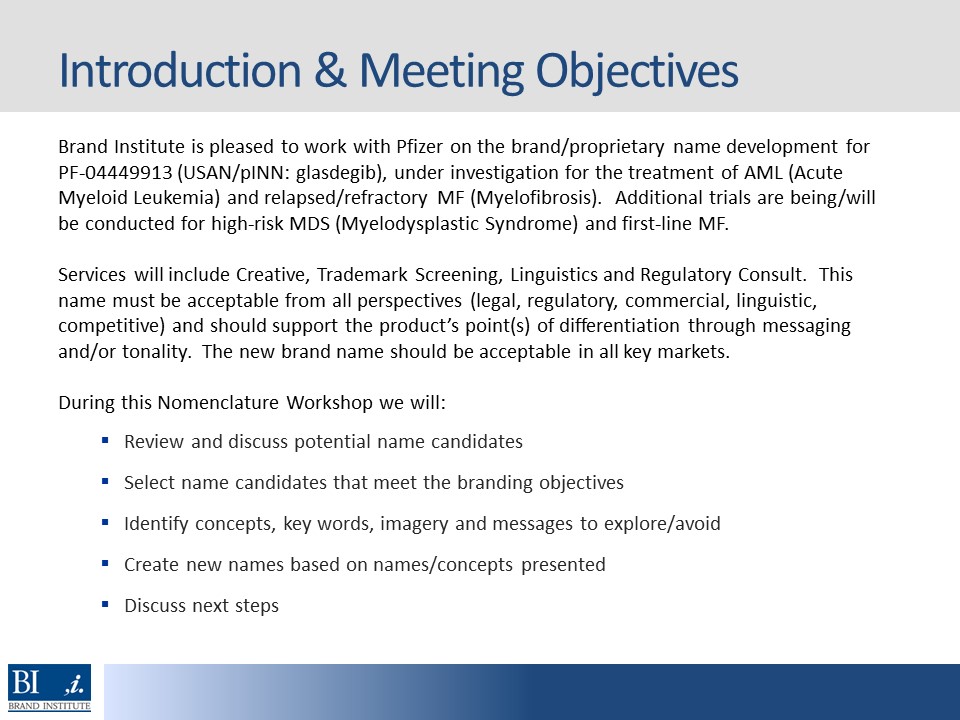 Introduction & Meeting Objectives
Brand Institute is pleased to work with Pfizer on the brand/proprietary name development for
PF-04449913 (USAN/pINN: glasdegib), under investigation for the treatment of AML (Acute
Myeloid Leukemia) and relapsed/refractory MF (Myelofibrosis). Additional trials are being/will
be conducted for high-risk MDS (Myelodysplastic Syndrome) and first-line MF.
Services will include Creative, Trademark Screening, Linguistics and Regulatory Consult. This
name must be acceptable from all perspectives (legal, regulatory, commercial, linguistic,
competitive) and should support the product's point(s) of differentiation through messaging
and/or tonality. The new brand name should be acceptable in all key markets.
During this Nomenclature Workshop we will:
▪ Review and discuss potential name candidates
▪ Select name candidates that meet the branding objectives
▪ Identify concepts, key words, imagery and messages to explore/avoid
▪ Create new names based on names/concepts presented
▪ Discuss next steps
BI ,i.
BRAND INSTITUTE